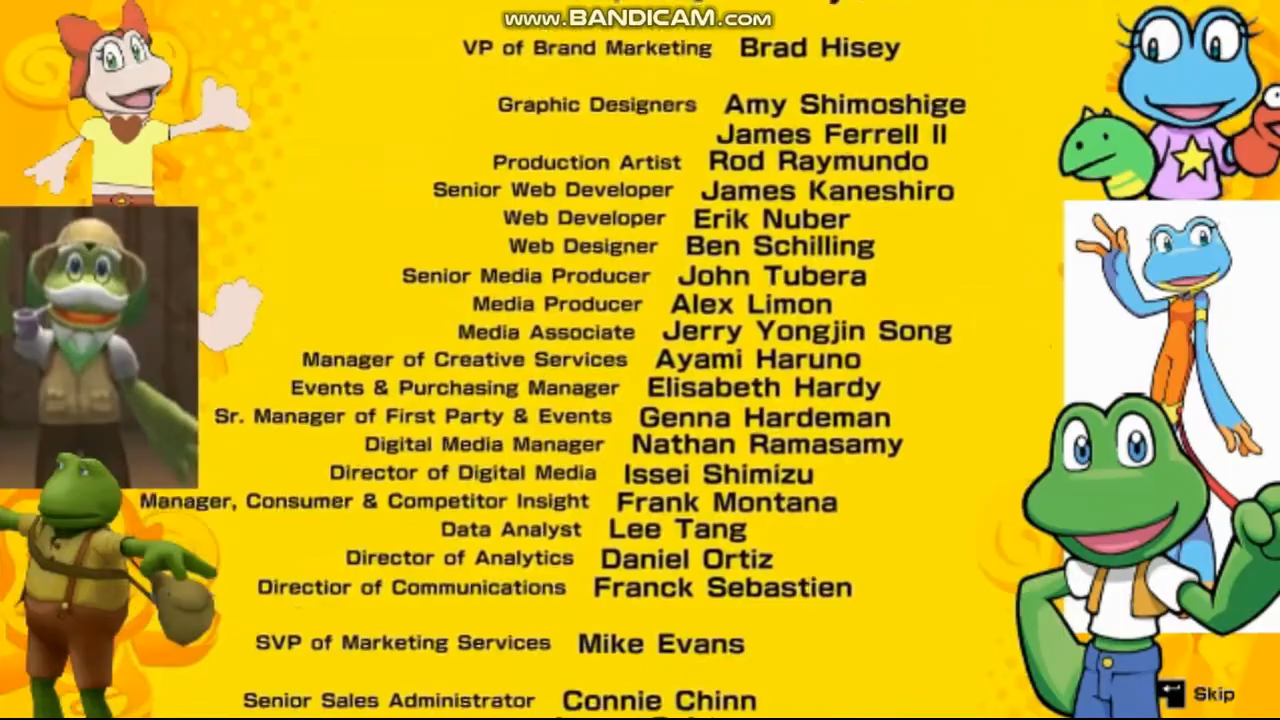 www.BANDICAM.com
VP of Brand Marketing Brad Hisey
Graphic Designers Amy Shimoshige
James Ferrell II
Production Artist Rod Raymundo
Senior Web Developer James Kaneshiro
Web Developer Erik Nuber
Web Designer Ben Schilling
Senior Media Producer John Tubera
Media Producer Alex Limon
Media Associate Jerry Yongjin Song
Manager of Creative Services Ayami Haruno
Events & Purchasing Manager Elisabeth Hardy
Sr. Manager of First Party & Events Genna Hardeman
Digital Media Manager Nathan Ramasamy
Director of Digital Media Issei Shimizu
Manager, Consumer & Competitor Insight Frank Montana
Data Analyst Lee Tang
Director of Analytics Daniel Ortiz
Directior of Communications Franck Sebastien
SVP of Marketing Services Mike Evans
Senior Sales Administrator Connie Chinn
Skip